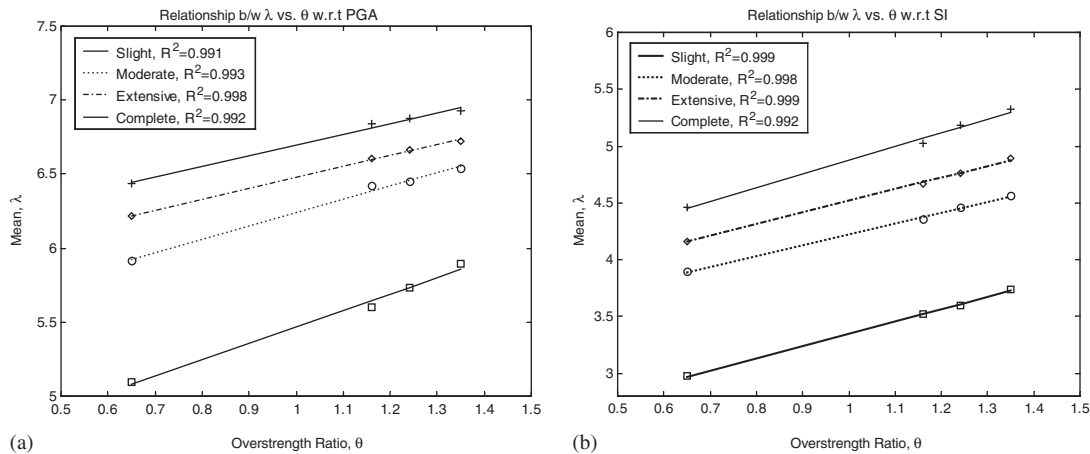 Relationship b/w λ vs. θ w.r.t PGA
7.5
7
6.5
6
5.5
5
Mean, λ
Slight, R²=0.991
Moderate, R²=0.993
Extensive, R²=0.998
Complete, R²=0.992
0.5 0.6 0.7 0.8 0.9 1 1.1 1.2 1.3 1.4 1.5
(a) Overstrength Ratio, θ
Relationship b/w λ vs. θ w.r.t SI
6
5.5
5
4.5
4
3.5
3
Mean, λ
Slight, R²=0.999
Moderate, R²=0.998
Extensive, R²=0.999
Complete, R²=0.992
0.5 0.6 0.7 0.8 0.9 1 1.1 1.2 1.3 1.4 1.5
(b) Overstrength Ratio, θ